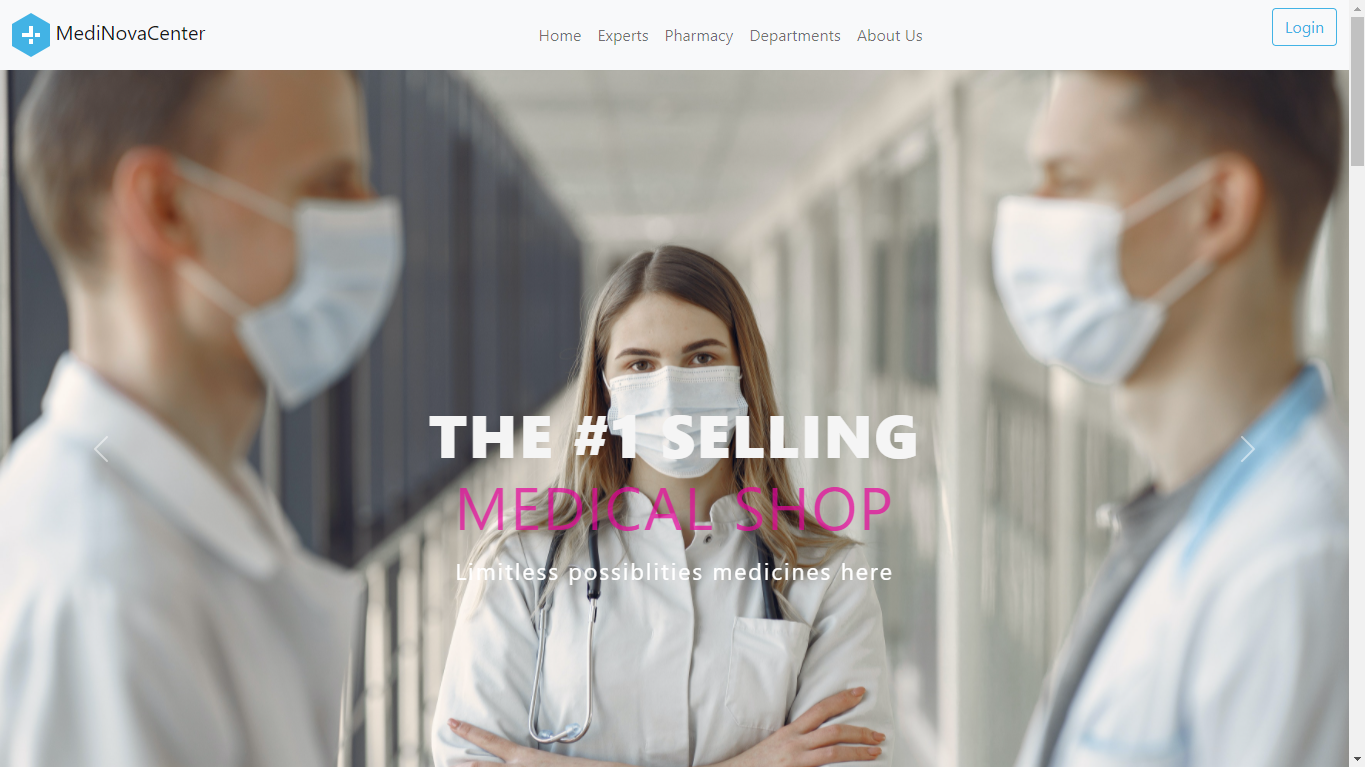 MediNovaCenter
Home Experts Pharmacy Departments About Us
Login
THE #1 SELLING
MEDICAL SHOP
Limitless possiblities medicines here